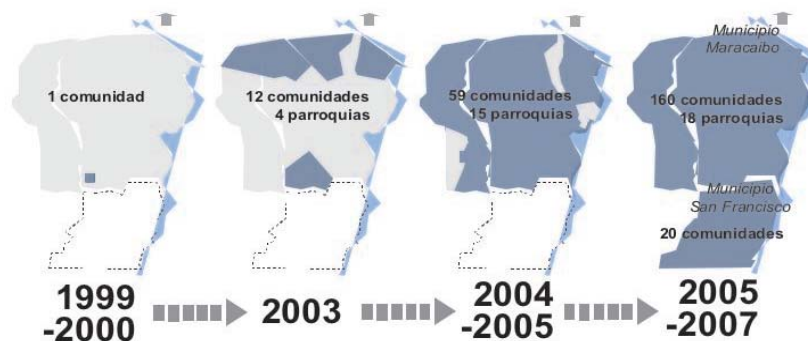 1 comunidad
12 comunidades
4 parroquias
59 comunidades
15 parroquias
Municipio
Maracaibo
160 comunidades
18 parroquias
Municipio
San Francisco
20 comunidades
1999
-2000
2003
2004
-2005
2005
-2007